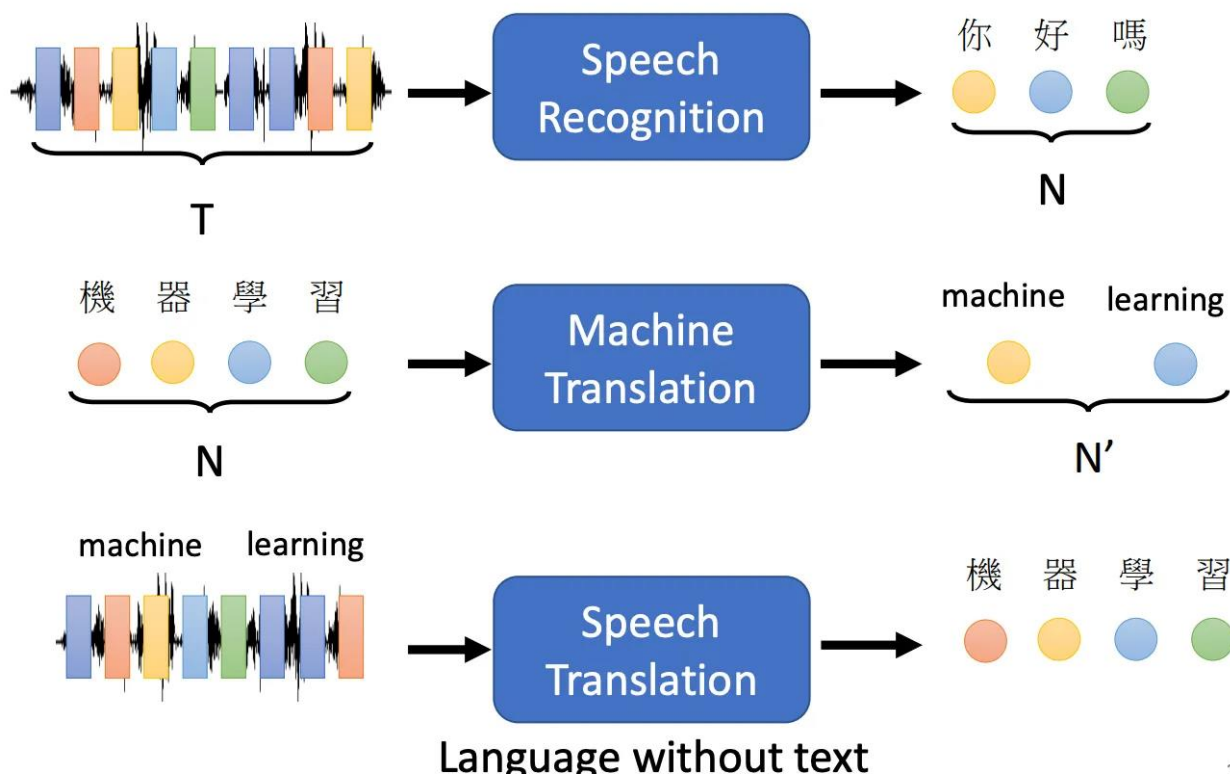 Speech
Recognition
你 好 嗎
T
N
機 器 學 習
Machine
Translation
machine learning
N
N’
machine learning
Speech
Translation
機 器 學 習
Language without text